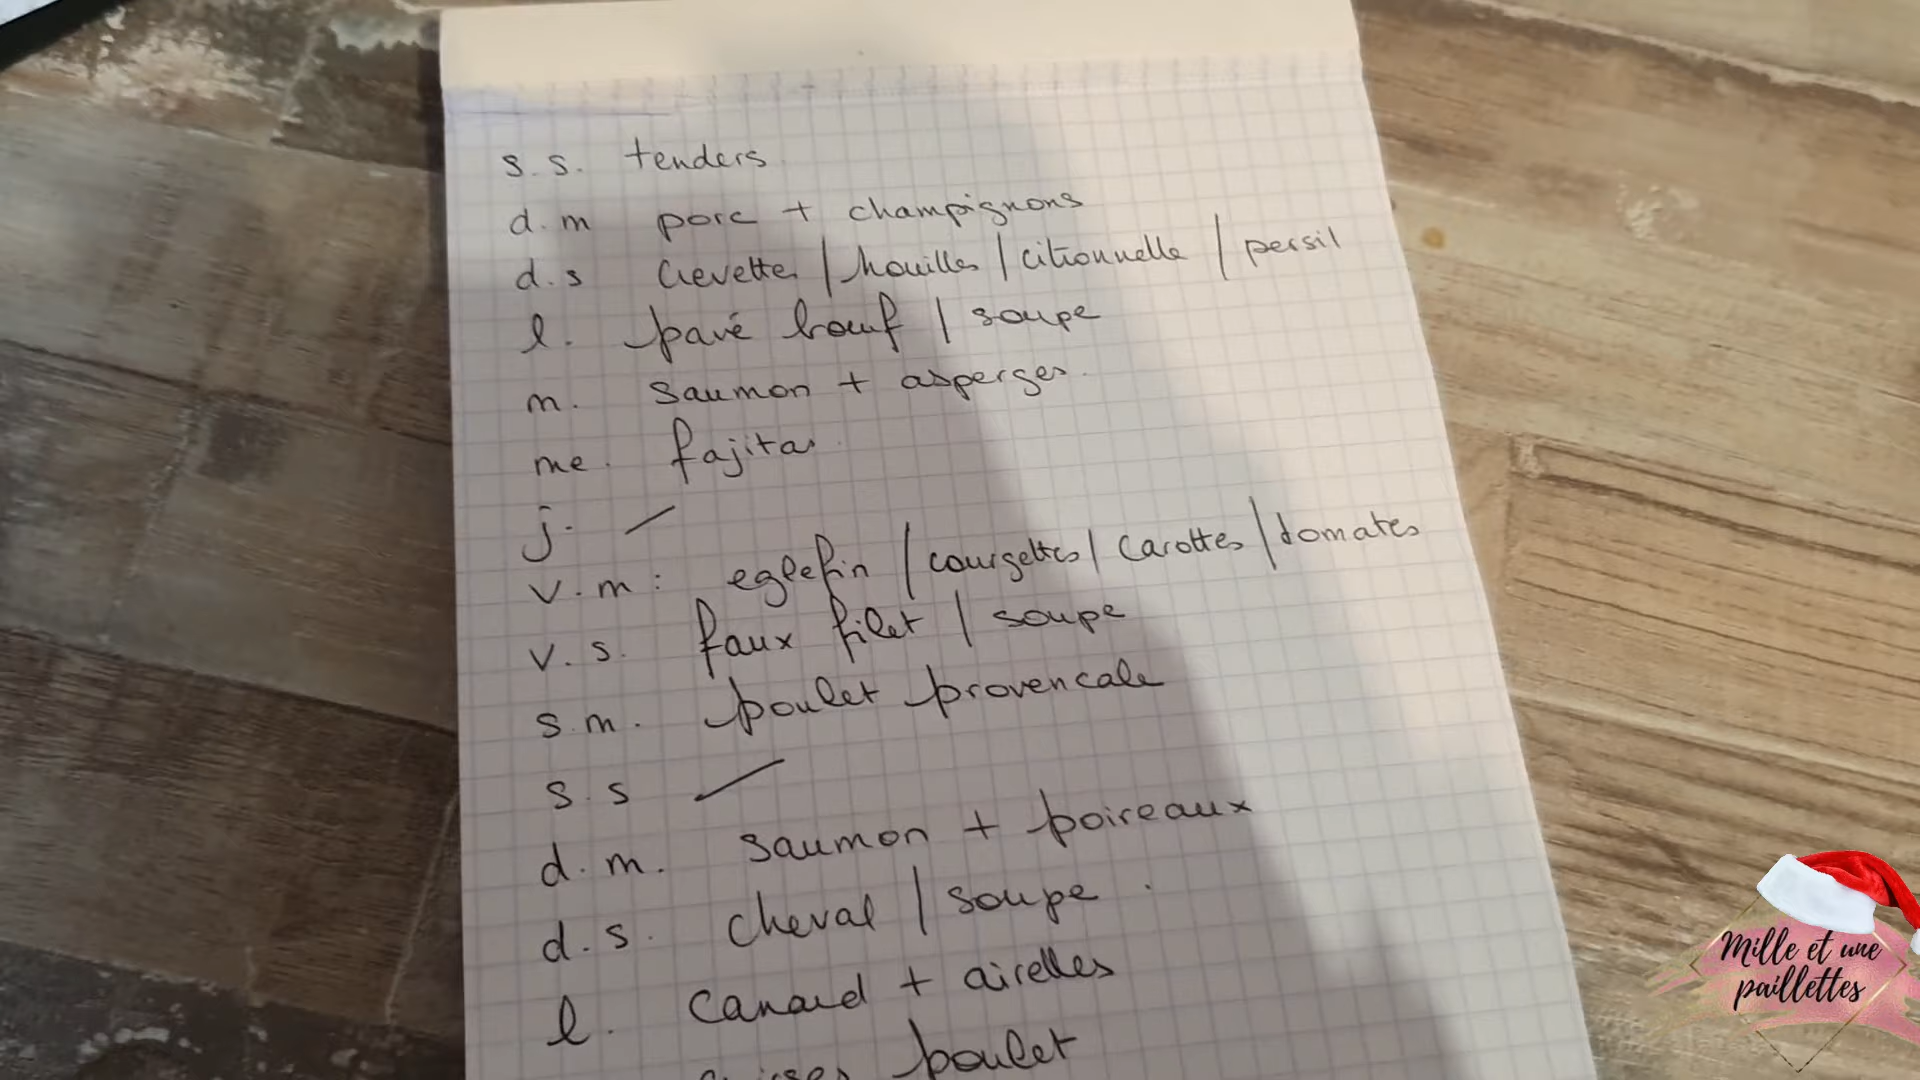 s.s. tenders
d.m porc + champignons
d.s Crevettes / nouilles / citronnelle / persil
l. pavé bœuf / soupe
m. Saumon + asperges.
me. fajitas
j.
v.m: eglefin / courgettes / Carottes / tomates
v.s. faux filet / soupe
s.m. poulet provencale
s.s
d.m. Saumon + poireaux
d.s. cheval / soupe
l. Canard + airelles
poulet
Mille et une
paillettes